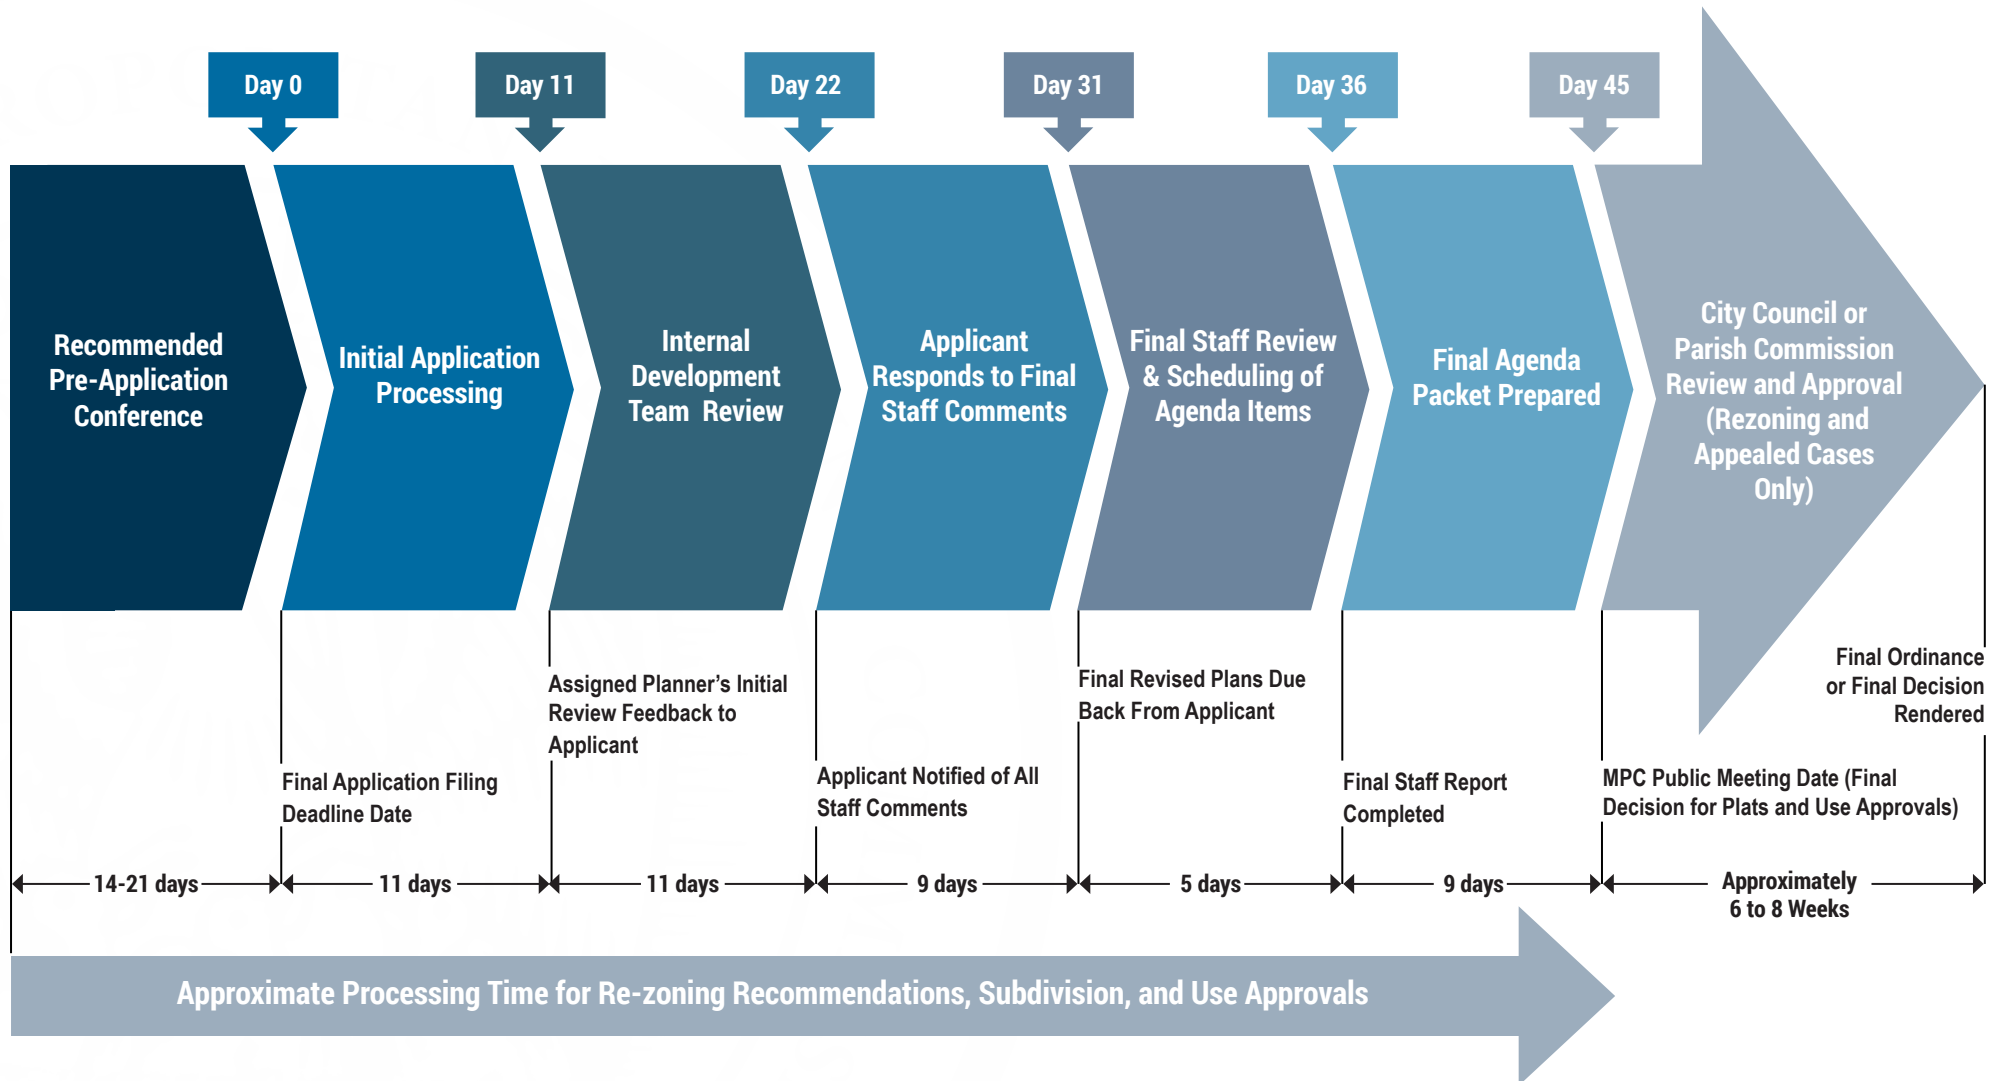 Day 0
Day 11
Day 22
Day 31
Day 36
Day 45
Recommended
Pre-Application
Conference
Initial Application
Processing
Internal
Development
Team Review
Applicant
Responds to Final
Staff Comments
Final Staff Review
& Scheduling of
Agenda Items
Final Agenda
Packet Prepared
City Council or
Parish Commission
Review and Approval
(Rezoning and
Appealed Cases
Only)
Final Application Filing
Deadline Date
Assigned Planner's Initial
Review Feedback to
Applicant
Applicant Notified of All
Staff Comments
Final Revised Plans Due
Back From Applicant
Final Staff Report
Completed
MPC Public Meeting Date (Final
Decision for Plats and Use Approvals)
Final Ordinance
or Final Decision
Rendered
14-21 days
11 days
11 days
9 days
5 days
9 days
Approximately
6 to 8 Weeks
Approximate Processing Time for Re-zoning Recommendations, Subdivision, and Use Approvals